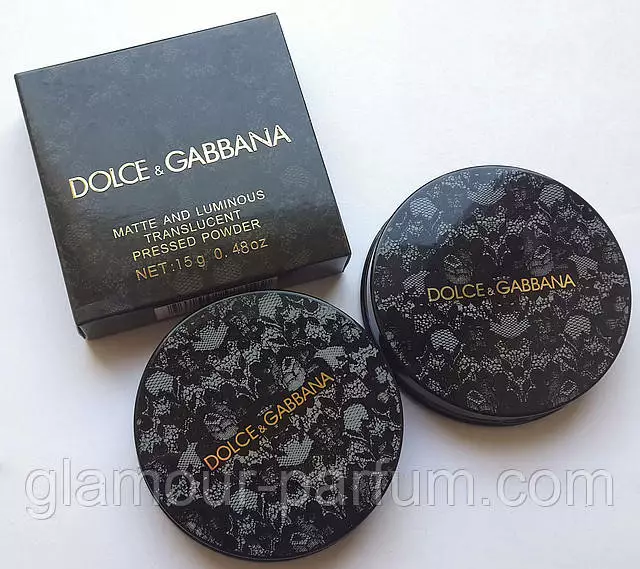 DOLCE & GABBANA
MATTE AND LUMINOUS
TRANSLUCENT
PRESSED POWDER
NET:15g 0.48oz
DOLCE & GABBANA
DOLCE & GABBANA
glamour-parfum.com